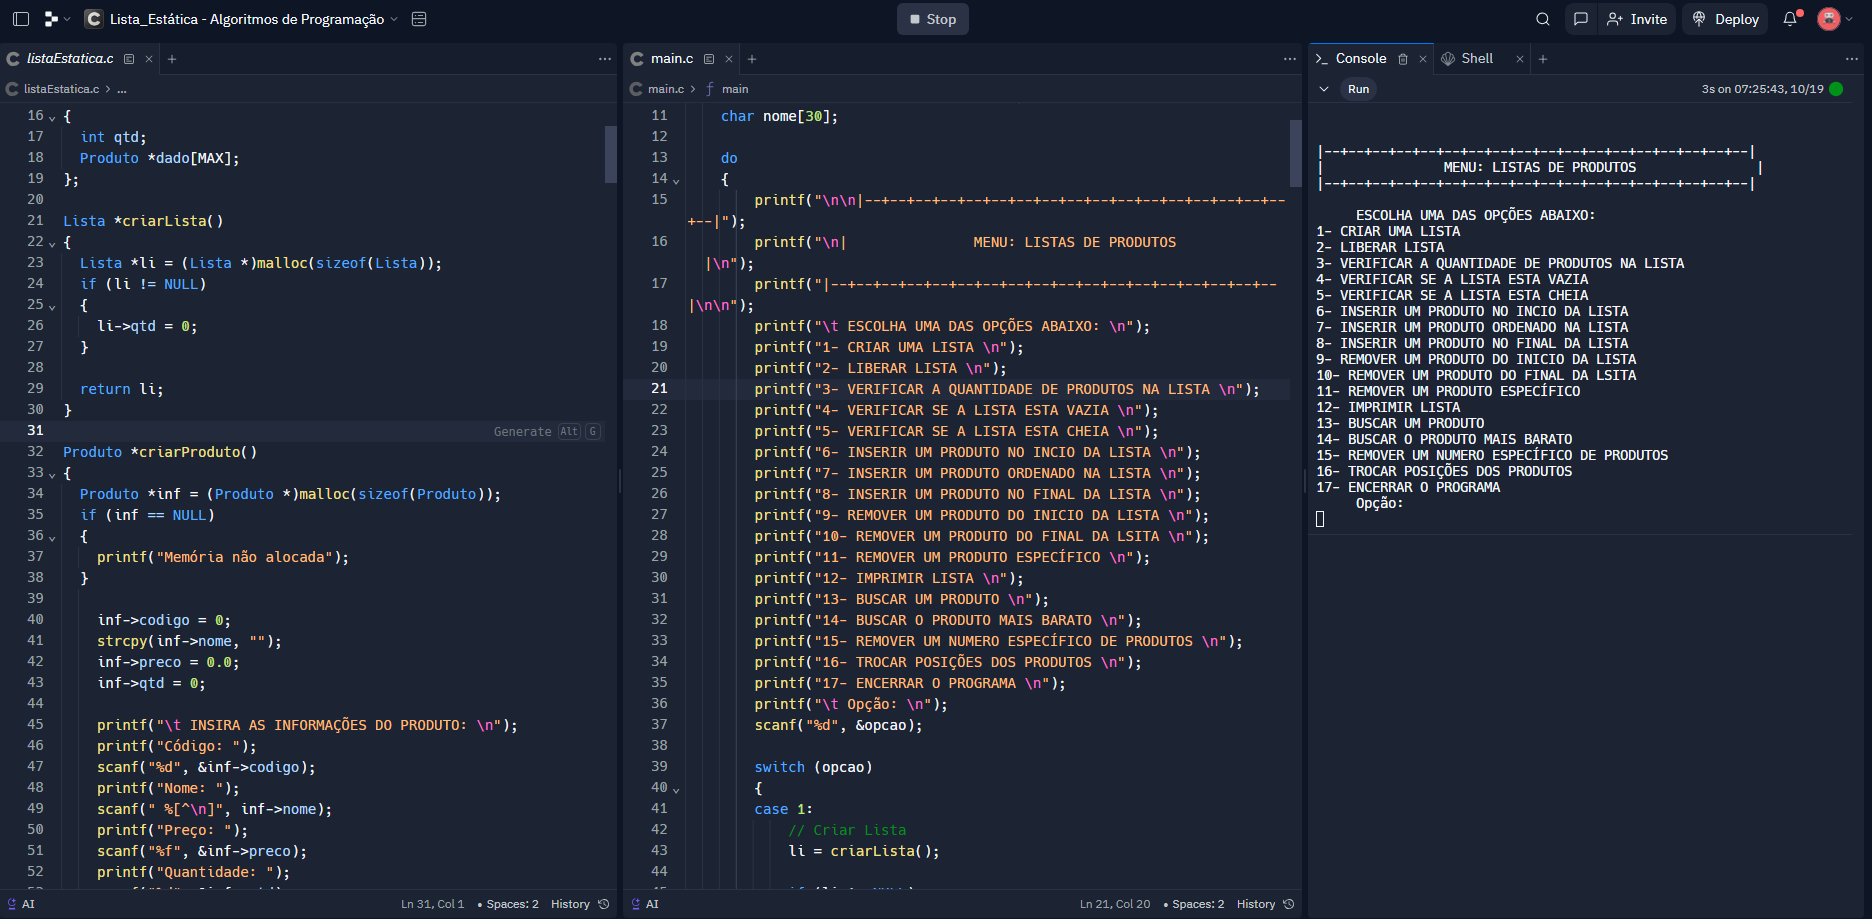 Lista_Estática - Algoritmos de Programação
Stop
Invite
Deploy
listaEstatica.c
listaEstatica.c > ...
16 {
17 int qtd;
18 Produto *dado[MAX];
19 };
20
21 Lista *criarLista()
22 {
23 Lista *li = (Lista *)malloc(sizeof(Lista));
24 if (li != NULL)
25 {
26 li->qtd = 0;
27 }
28
29 return li;
30 }
31 Generate Alt G
32 Produto *criarProduto()
33 {
34 Produto *inf = (Produto *)malloc(sizeof(Produto));
35 if (inf == NULL)
36 {
37 printf("Memória não alocada");
38 }
39
40 inf->codigo = 0;
41 strcpy(inf->nome, "");
42 inf->preco = 0.0;
43 inf->qtd = 0;
44
45 printf("\t INSIRA AS INFORMAÇÕES DO PRODUTO: \n");
46 printf("Código: ");
47 scanf("%d", &inf->codigo);
48 printf("Nome: ");
49 scanf(" %[^\n]", inf->nome);
50 printf("Preço: ");
51 scanf("%f", &inf->preco);
52 printf("Quantidade: ");
AI
Ln 31, Col 1 • Spaces: 2 History
main.c
main.c > main
11 char nome[30];
12
13 do
14 {
15 printf("\n\n|--+--+--+--+--+--+--+--+--+--+--+--+--+--+--+--+--
+--|");
16 printf("\n| MENU: LISTAS DE PRODUTOS
|\n");
17 printf("|--+--+--+--+--+--+--+--+--+--+--+--+--+--+--+--+--+--
|\n\n");
18 printf("\t ESCOLHA UMA DAS OPÇÕES ABAIXO: \n");
19 printf("1- CRIAR UMA LISTA \n");
20 printf("2- LIBERAR LISTA \n");
21 printf("3- VERIFICAR A QUANTIDADE DE PRODUTOS NA LISTA \n");
22 printf("4- VERIFICAR SE A LISTA ESTA VAZIA \n");
23 printf("5- VERIFICAR SE A LISTA ESTA CHEIA \n");
24 printf("6- INSERIR UM PRODUTO NO INCIO DA LISTA \n");
25 printf("7- INSERIR UM PRODUTO ORDENADO NA LISTA \n");
26 printf("8- INSERIR UM PRODUTO NO FINAL DA LISTA \n");
27 printf("9- REMOVER UM PRODUTO DO INICIO DA LISTA \n");
28 printf("10- REMOVER UM PRODUTO DO FINAL DA LSITA \n");
29 printf("11- REMOVER UM PRODUTO ESPECÍFICO \n");
30 printf("12- IMPRIMIR LISTA \n");
31 printf("13- BUSCAR UM PRODUTO \n");
32 printf("14- BUSCAR O PRODUTO MAIS BARATO \n");
33 printf("15- REMOVER UM NUMERO ESPECÍFICO DE PRODUTOS \n");
34 printf("16- TROCAR POSIÇÕES DOS PRODUTOS \n");
35 printf("17- ENCERRAR O PROGRAMA \n");
36 printf("\t Opção: \n");
37 scanf("%d", &opcao);
38
39 switch (opcao)
40 {
41 case 1:
42 // Criar Lista
43 li = criarLista();
44
AI
Ln 21, Col 20 • Spaces: 2 History
Console
Shell
Run
3s on 07:25:43, 10/19
|--+--+--+--+--+--+--+--+--+--+--+--+--+--+--+--+--+--|
| MENU: LISTAS DE PRODUTOS |
|--+--+--+--+--+--+--+--+--+--+--+--+--+--+--+--+--+--|
ESCOLHA UMA DAS OPÇÕES ABAIXO:
1- CRIAR UMA LISTA
2- LIBERAR LISTA
3- VERIFICAR A QUANTIDADE DE PRODUTOS NA LISTA
4- VERIFICAR SE A LISTA ESTA VAZIA
5- VERIFICAR SE A LISTA ESTA CHEIA
6- INSERIR UM PRODUTO NO INCIO DA LISTA
7- INSERIR UM PRODUTO ORDENADO NA LISTA
8- INSERIR UM PRODUTO NO FINAL DA LISTA
9- REMOVER UM PRODUTO DO INICIO DA LISTA
10- REMOVER UM PRODUTO DO FINAL DA LSITA
11- REMOVER UM PRODUTO ESPECÍFICO
12- IMPRIMIR LISTA
13- BUSCAR UM PRODUTO
14- BUSCAR O PRODUTO MAIS BARATO
15- REMOVER UM NUMERO ESPECÍFICO DE PRODUTOS
16- TROCAR POSIÇÕES DOS PRODUTOS
17- ENCERRAR O PROGRAMA
Opção: